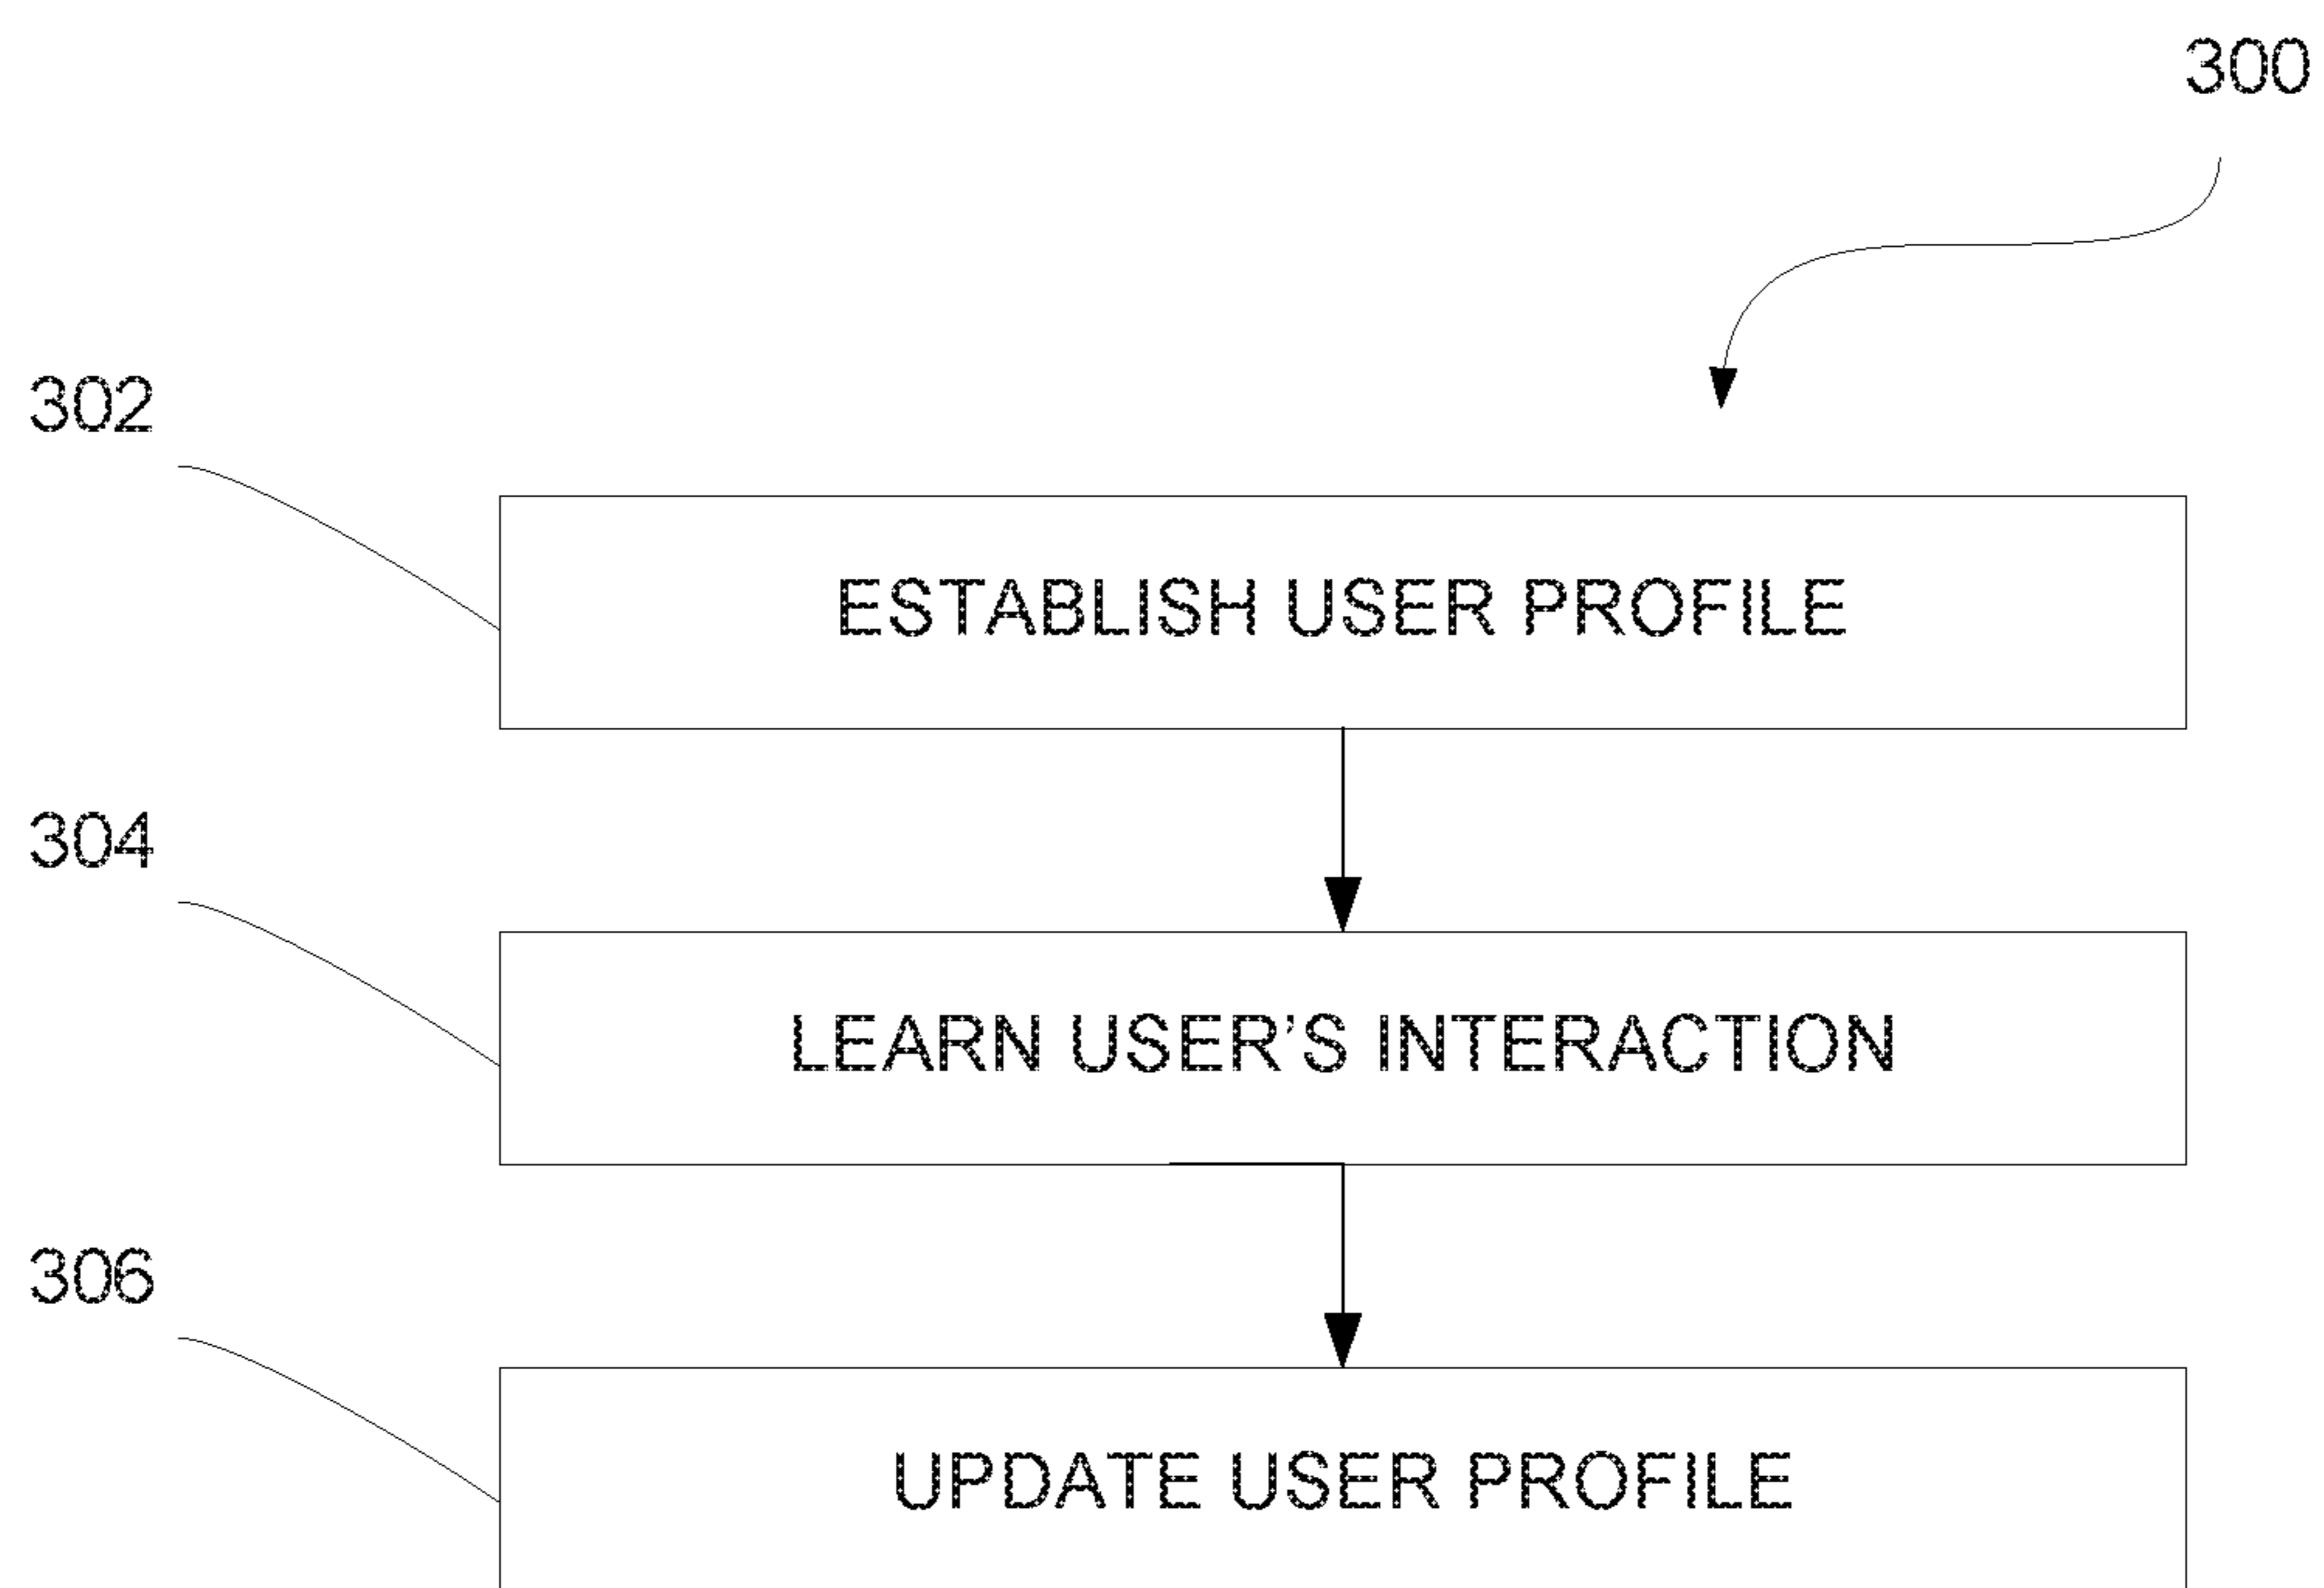 300
302
ESTABLISH USER PROFILE
304
LEARN USER’S INTERACTION
306
UPDATE USER PROFILE